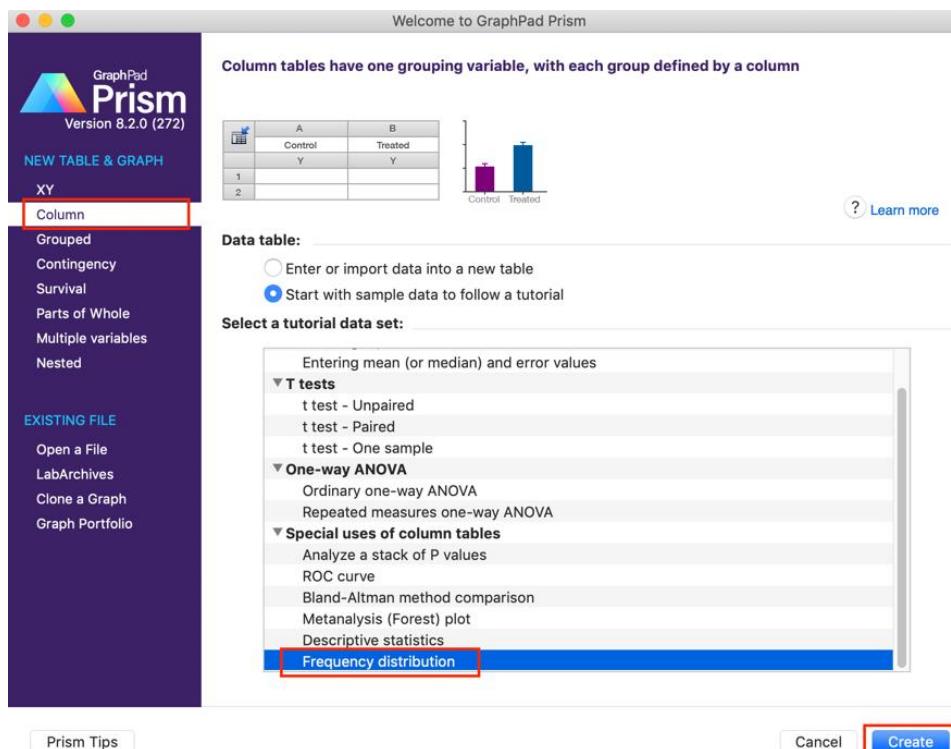 Welcome to GraphPad Prism
GraphPad
Prism
Version 8.2.0 (272)
NEW TABLE & GRAPH
XY
Column
Grouped
Contingency
Survival
Parts of Whole
Multiple variables
Nested
EXISTING FILE
Open a File
LabArchives
Clone a Graph
Graph Portfolio
Prism Tips
Column tables have one grouping variable, with each group defined by a column
A B
Control Treated
Y Y
1
2
Control Treated
? Learn more
Data table:
Enter or import data into a new table
Start with sample data to follow a tutorial
Select a tutorial data set:
Entering mean (or median) and error values
T tests
t test - Unpaired
t test - Paired
t test - One sample
One-way ANOVA
Ordinary one-way ANOVA
Repeated measures one-way ANOVA
Special uses of column tables
Analyze a stack of P values
ROC curve
Bland-Altman method comparison
Metanalysis (Forest) plot
Descriptive statistics
Frequency distribution
Cancel Create